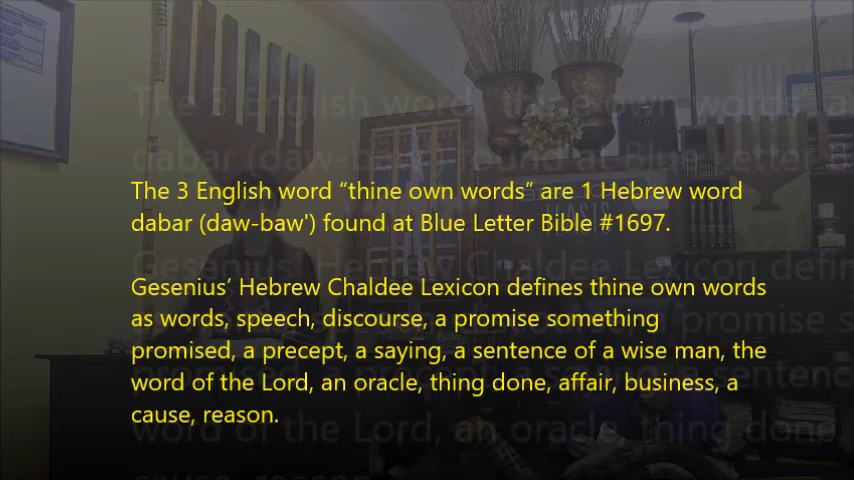 The 3 English word “thine own words” are 1 Hebrew word
dabar (daw-baw') found at Blue Letter Bible #1697.
Gesenius’ Hebrew Chaldee Lexicon defines thine own words
as words, speech, discourse, a promise something
promised, a precept, a saying, a sentence of a wise man, the
word of the Lord, an oracle, thing done, affair, business, a
cause, reason.